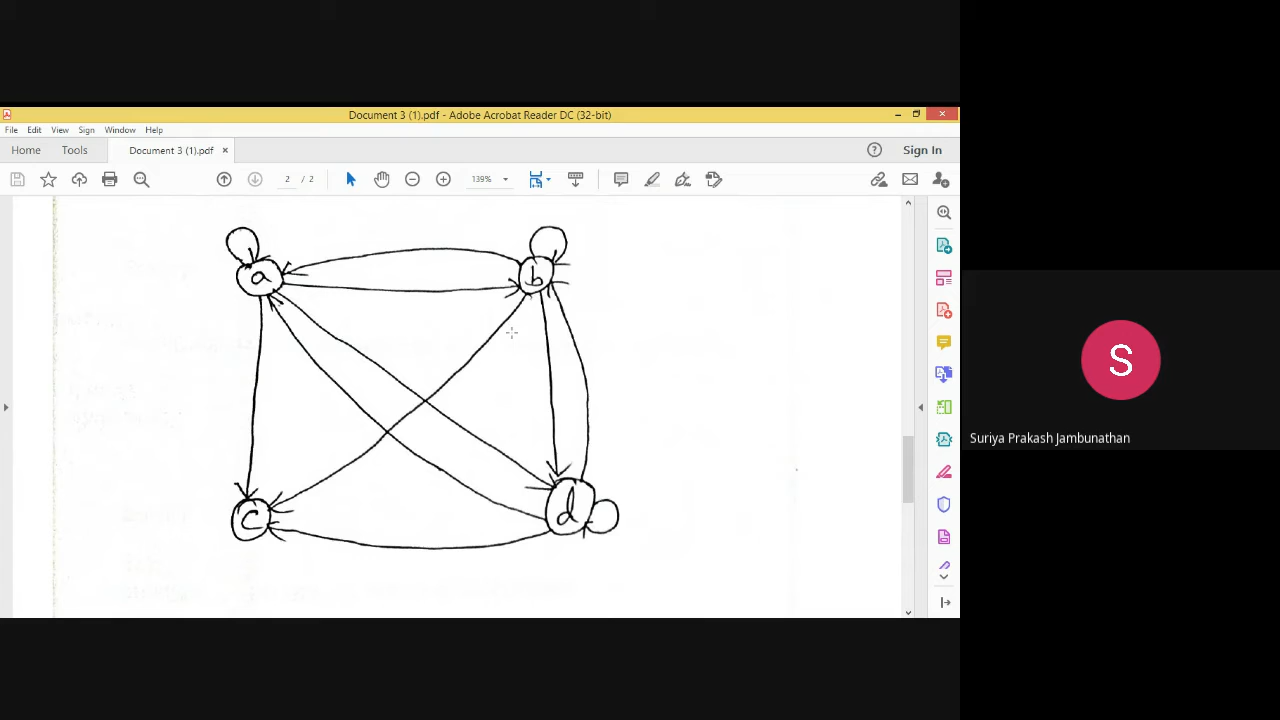 Document 3 (1).pdf - Adobe Acrobat Reader DC (32-bit)
File Edit View Sign Window Help
Home Tools Document 3 (1).pdf × Sign In
2 / 2 139%
a b
c d
S
Suriya Prakash Jambunathan